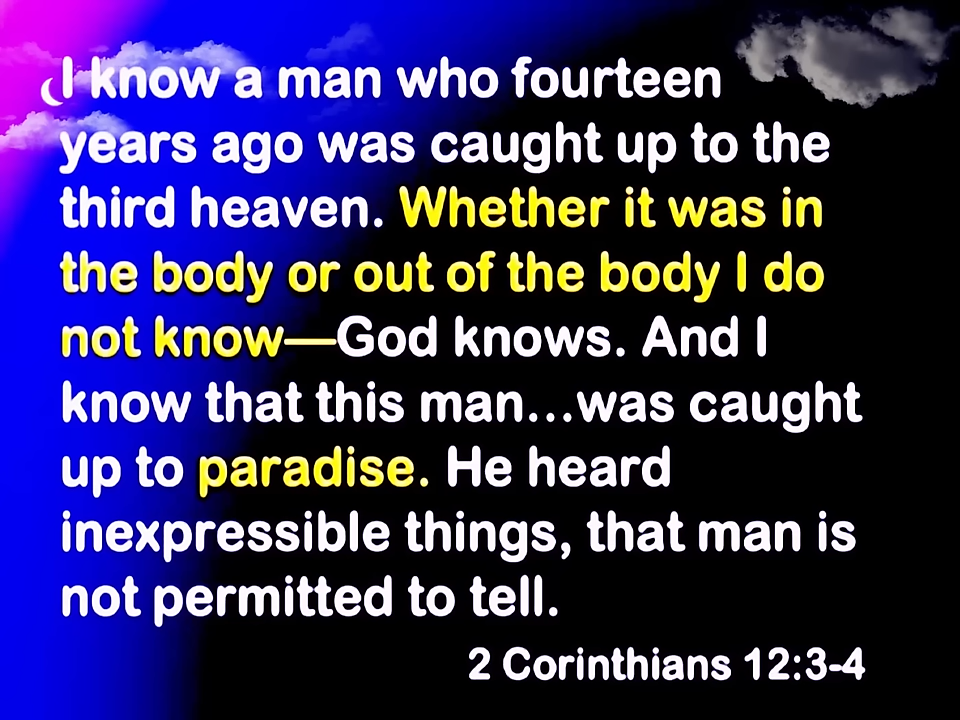 I know a man who fourteen
years ago was caught up to the
third heaven. Whether it was in
the body or out of the body I do
not know—God knows. And I
know that this man...was caught
up to paradise. He heard
inexpressible things, that man is
not permitted to tell.
2 Corinthians 12:3-4